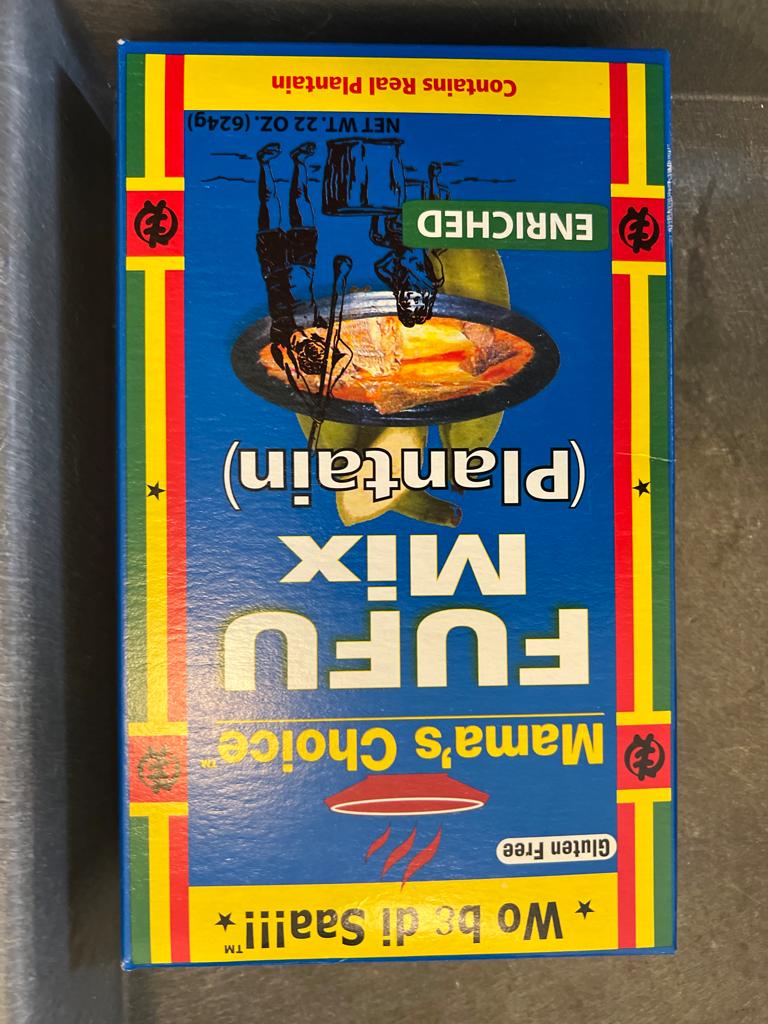 Wo bɛ di Saa!!!™
Gluten Free
Mama's Choice™
FUFU
Mix
(Plantain)
ENRICHED
NET WT. 22 OZ. (624g)
Contains Real Plantain